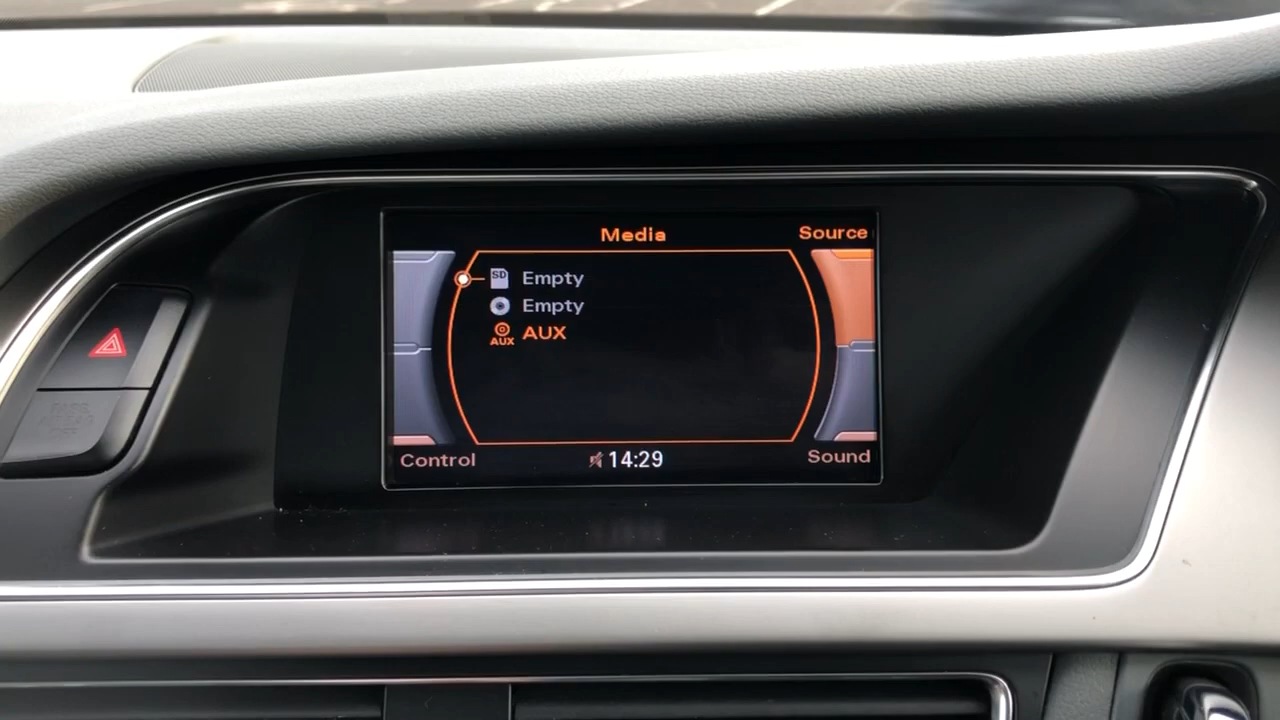 Media
Source
SD Empty
Empty
AUX AUX
Control
14:29
Sound